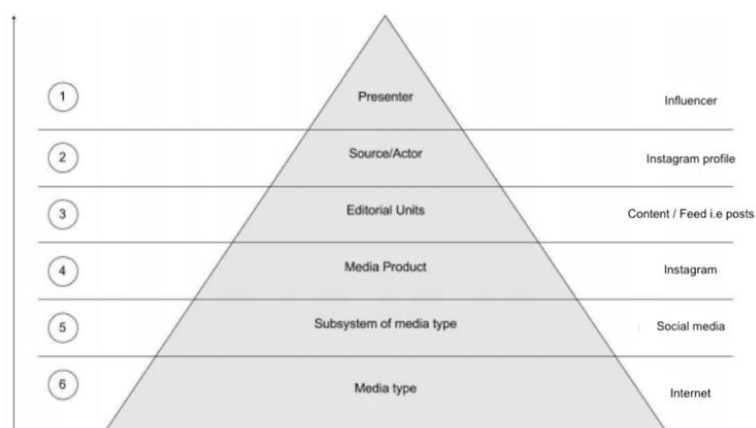 1 Presenter Influencer
2 Source/Actor Instagram profile
3 Editorial Units Content / Feed i.e posts
4 Media Product Instagram
5 Subsystem of media type Social media
6 Media type Internet